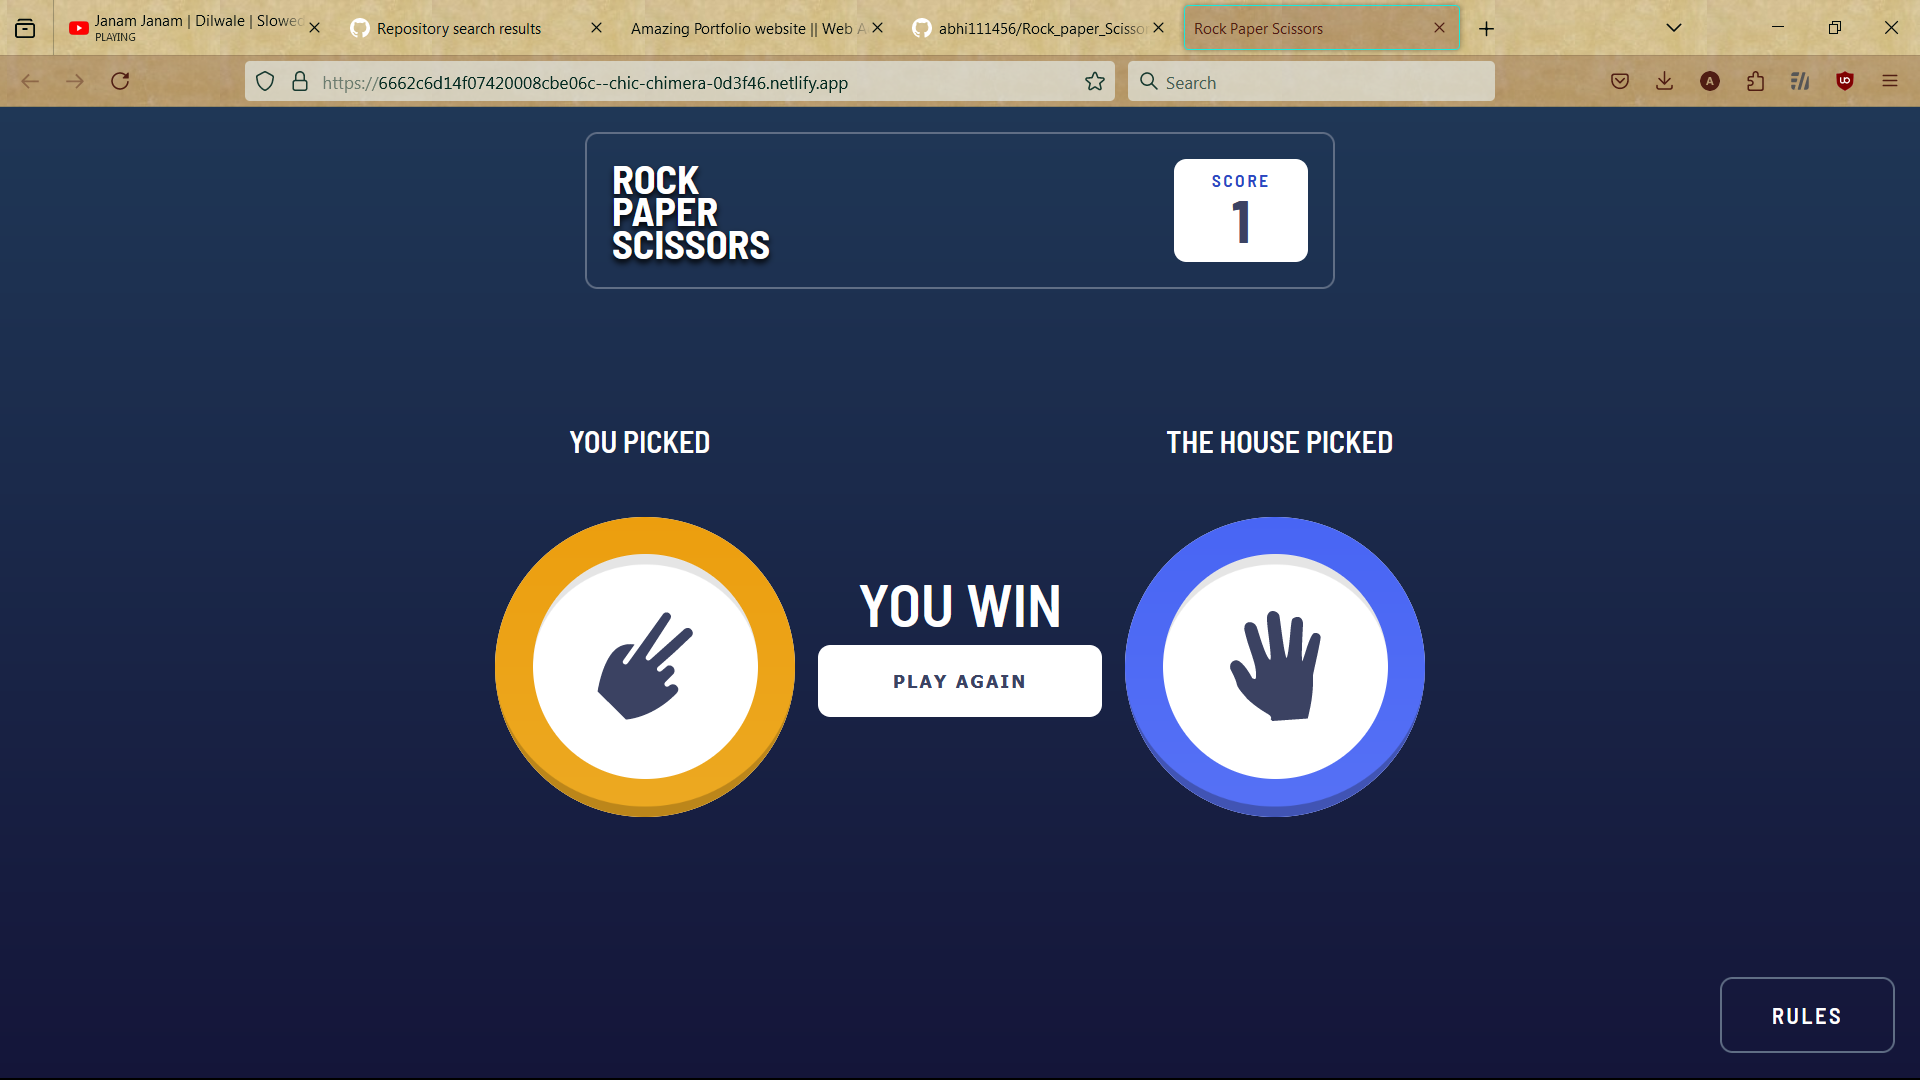 Janam Janam | Dilwale | Slowed
PLAYING
Repository search results
Amazing Portfolio website || Web A
abhi111456/Rock_paper_Scisso
Rock Paper Scissors
https://6662c6d14f07420008cbe06c--chic-chimera-0d3f46.netlify.app
Search
A
ROCK
PAPER
SCISSORS
SCORE
1
YOU PICKED
THE HOUSE PICKED
YOU WIN
PLAY AGAIN
RULES